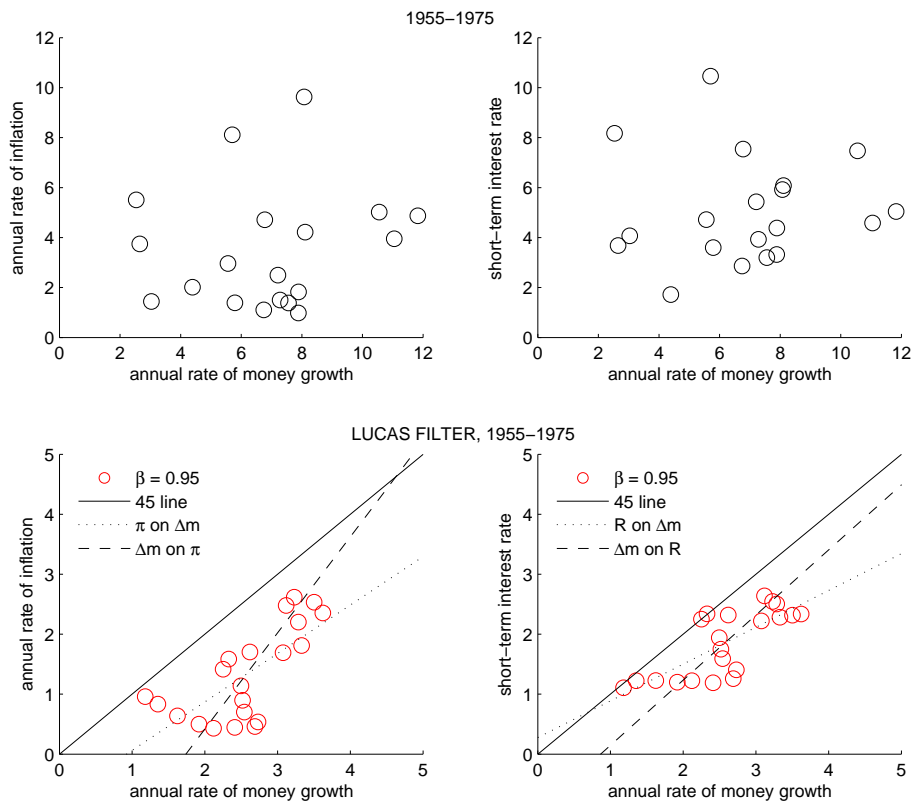 1955−1975
12
10
8
6
4
2
0
annual rate of inflation
0 2 4 6 8 10 12
annual rate of money growth
12
10
8
6
4
2
0
short−term interest rate
0 2 4 6 8 10 12
annual rate of money growth
LUCAS FILTER, 1955−1975
5
4
3
2
1
0
annual rate of inflation
β = 0.95
45 line
π on Δm
Δm on π
0 1 2 3 4 5
annual rate of money growth
5
4
3
2
1
0
short−term interest rate
β = 0.95
45 line
R on Δm
Δm on R
0 1 2 3 4 5
annual rate of money growth